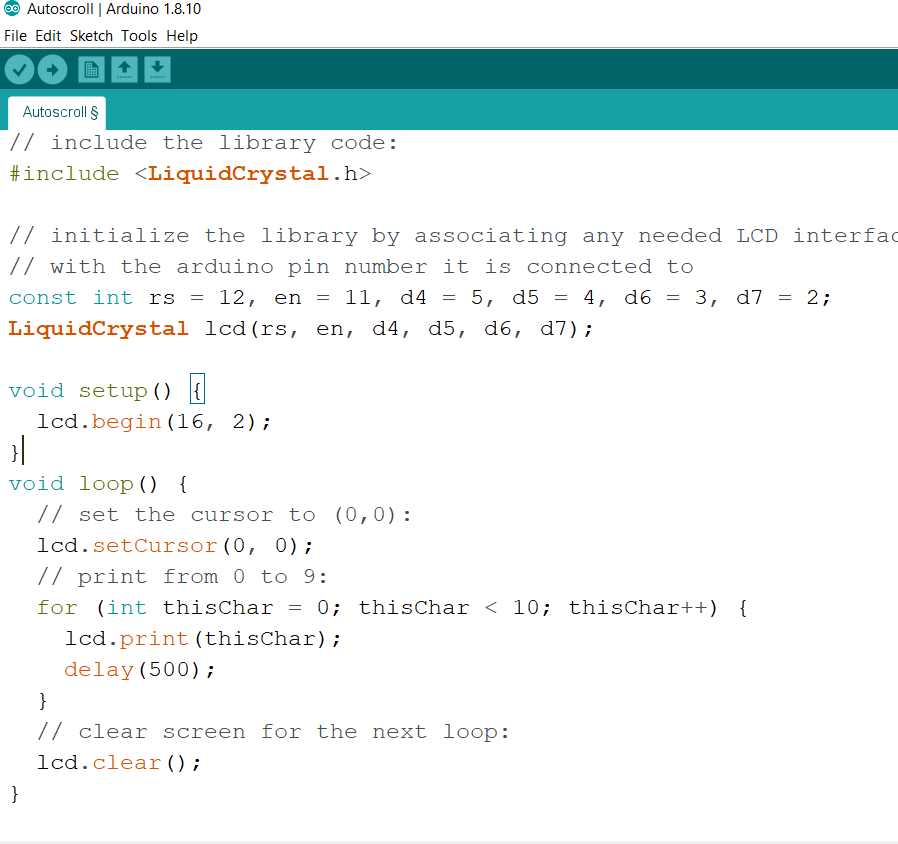 Autoscroll | Arduino 1.8.10
File Edit Sketch Tools Help
Autoscroll §
// include the library code:
#include <LiquidCrystal.h>
// initialize the library by associating any needed LCD
// with the arduino pin number it is connected to
const int rs = 12, en = 11, d4 = 5, d5 = 4, d6 = 3, d7 = 2;
LiquidCrystal lcd(rs, en, d4, d5, d6, d7);
void setup() {
  lcd.begin(16, 2);
}
void loop() {
  // set the cursor to (0,0):
  lcd.setCursor(0, 0);
  // print from 0 to 9:
  for (int thisChar = 0; thisChar < 10; thisChar++) {
    lcd.print(thisChar);
    delay(500);
  }
  // clear screen for the next loop:
  lcd.clear();
}